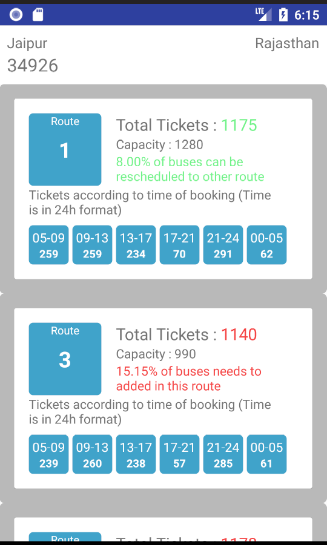 LTE 6:15
Jaipur Rajasthan
34926
Route
1
Total Tickets : 1175
Capacity : 1280
8.00% of buses can be
rescheduled to other route
Tickets according to time of booking (Time
is in 24h format)
05-09 09-13 13-17 17-21 21-24 00-05
259 259 234 70 291 62
Route
3
Total Tickets : 1140
Capacity : 990
15.15% of buses needs to
added in this route
Tickets according to time of booking (Time
is in 24h format)
05-09 09-13 13-17 17-21 21-24 00-05
239 260 238 57 285 61
Route
Total Tickets :